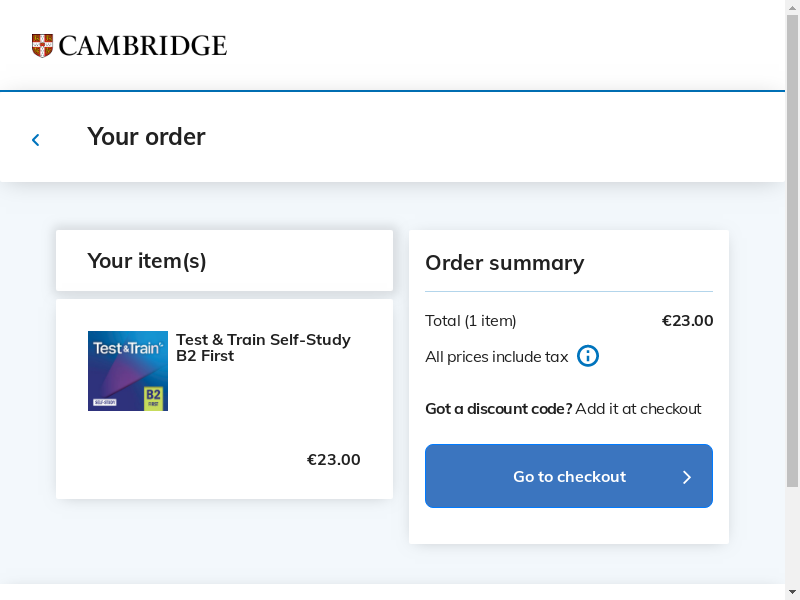 CAMBRIDGE
Your order
Your item(s)
Test&Train
SELF-STUDY
B2
FIRST
Test & Train Self-Study
B2 First
€23.00
Order summary
Total (1 item) €23.00
All prices include tax
Got a discount code? Add it at checkout
Go to checkout